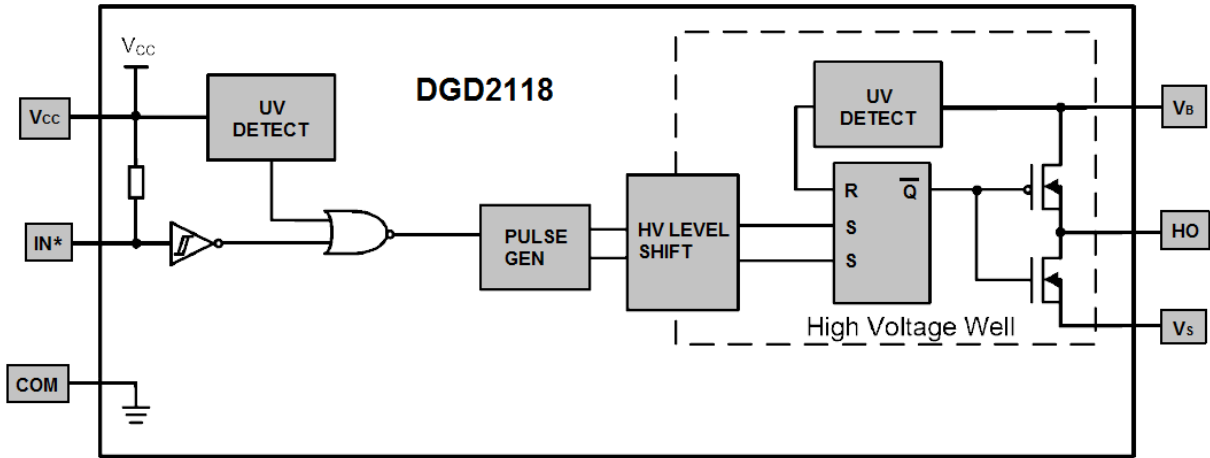 VCC
DGD2118
UV
DETECT
UV
DETECT
VCC
VB
R
Q̅
IN*
PULSE
GEN
HV LEVEL
SHIFT
S
S
HO
High Voltage Well
VS
COM